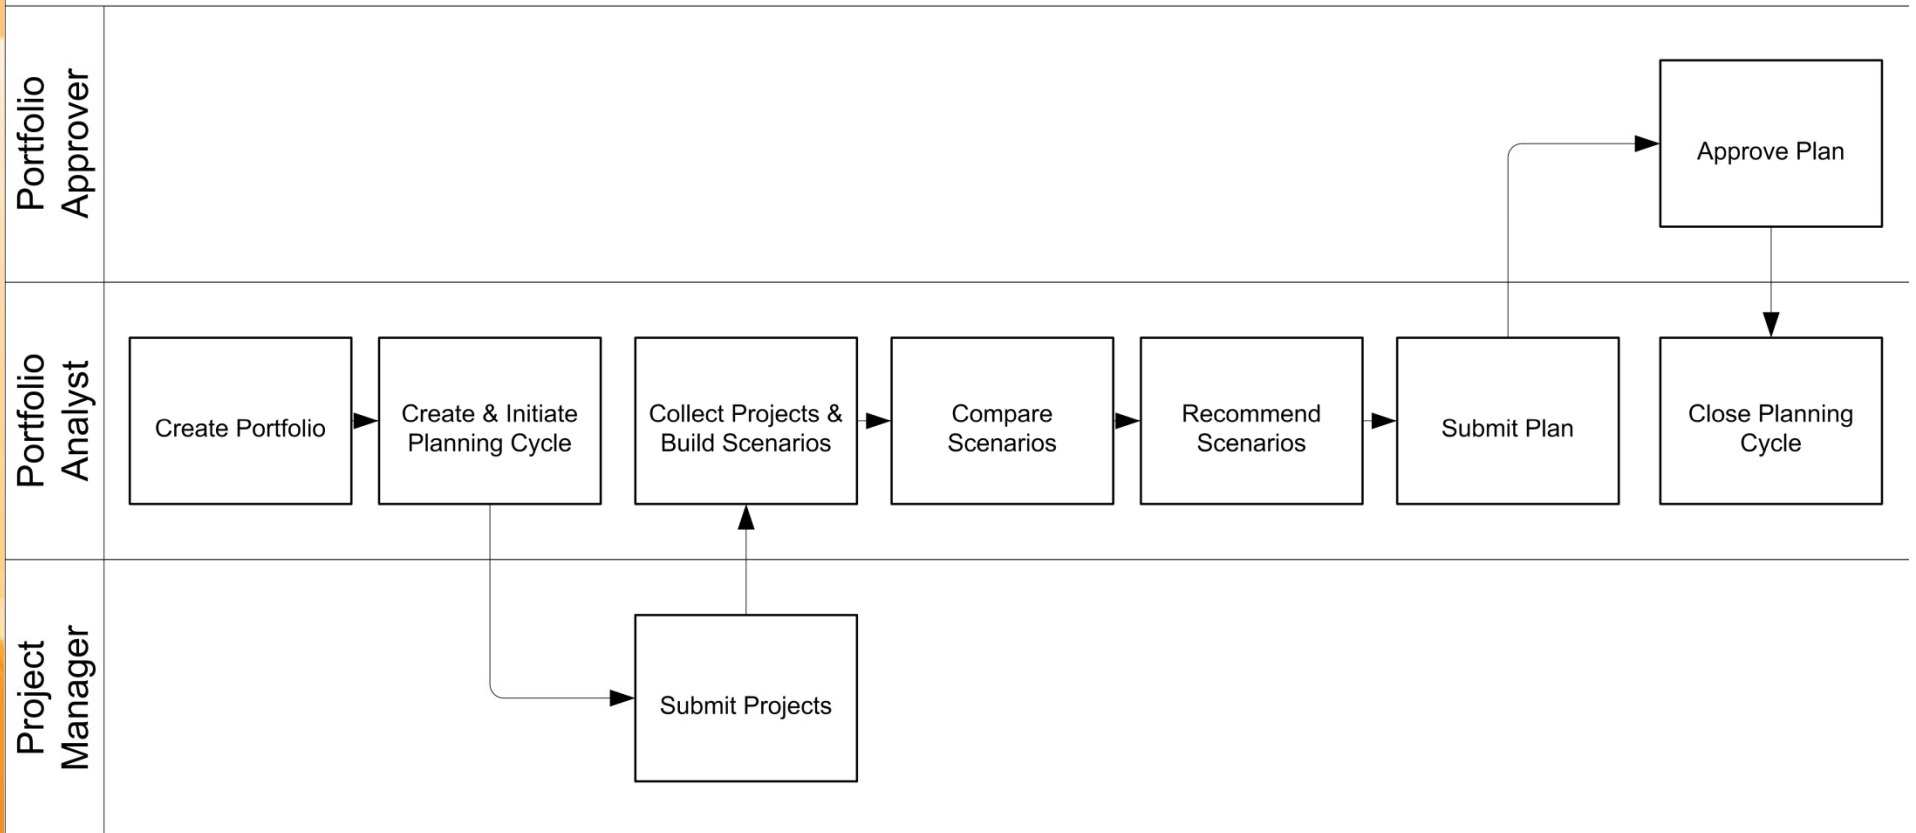 Portfolio
Approver
Approve Plan
Portfolio
Analyst
Create Portfolio
Create & Initiate
Planning Cycle
Collect Projects &
Build Scenarios
Compare
Scenarios
Recommend
Scenarios
Submit Plan
Close Planning
Cycle
Project
Manager
Submit Projects